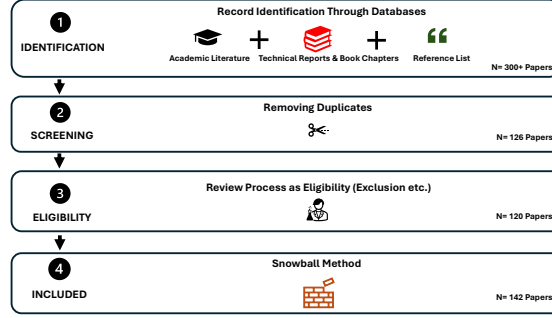 Record Identification Through Databases
1
IDENTIFICATION
Academic Literature
Technical Reports & Book Chapters
Reference List
N= 300+ Papers
2
Removing Duplicates
SCREENING
N= 126 Papers
3
Review Process as Eligibility (Exclusion etc.)
ELIGIBILITY
N= 120 Papers
4
Snowball Method
INCLUDED
N= 142 Papers